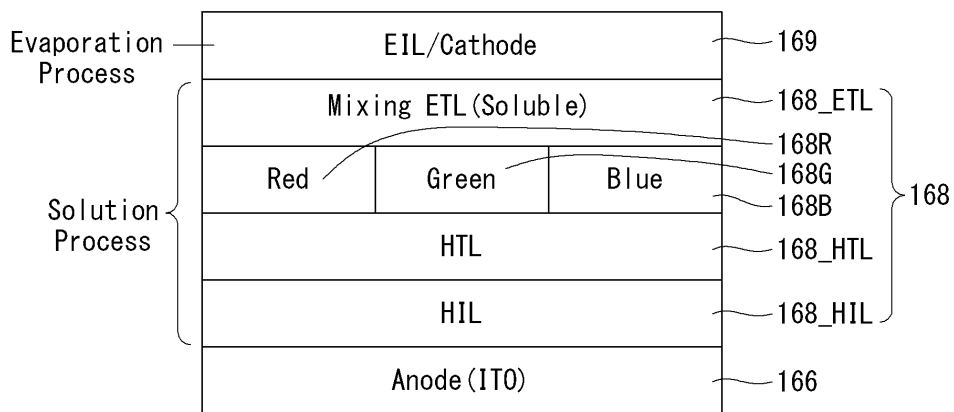 Evaporation
Process
EIL/Cathode
169
Mixing ETL(Soluble)
168_ETL
168R
Red
Green
Blue
168G
168B
168
Solution
Process
HTL
168_HTL
HIL
168_HIL
Anode(ITO)
166